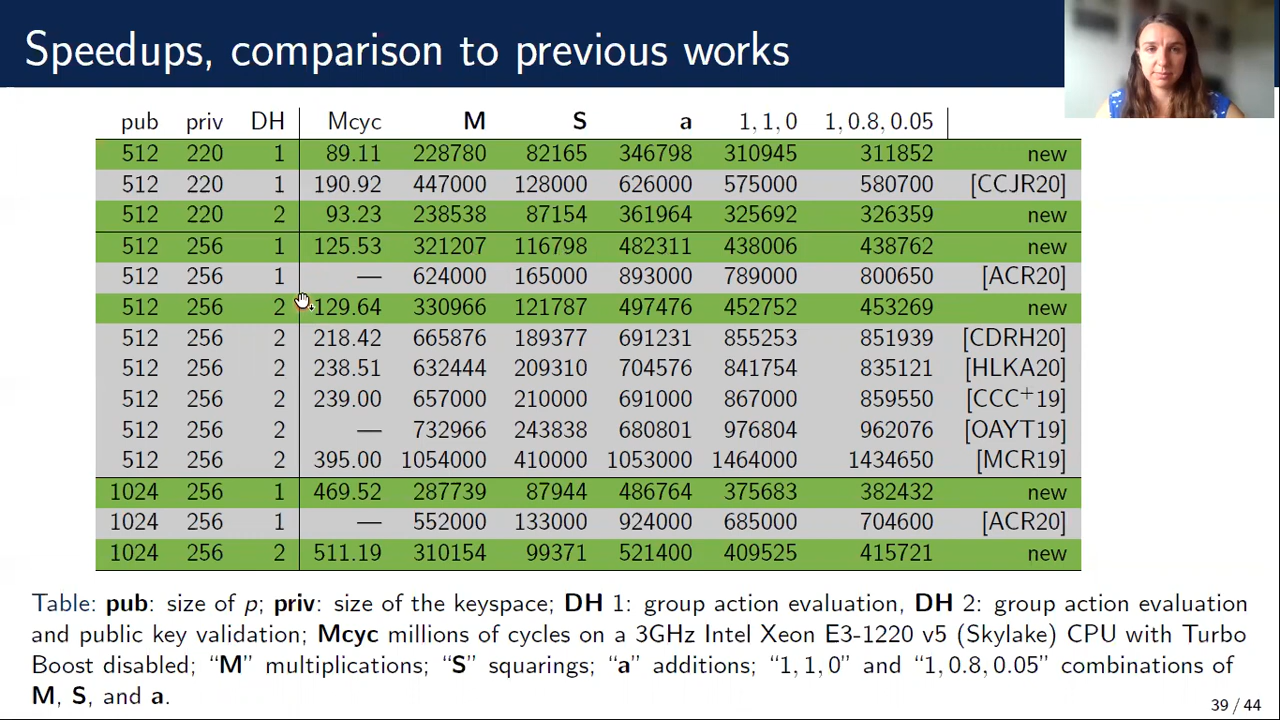 Speedups, comparison to previous works
pub priv DH Mcyc M S a 1, 1, 0 1, 0.8, 0.05
512 220 1 89.11 228780 82165 346798 310945 311852 new
512 220 1 190.92 447000 128000 626000 575000 580700 [CCJR20]
512 220 2 93.23 238538 87154 361964 325692 326359 new
512 256 1 125.53 321207 116798 482311 438006 438762 new
512 256 1 — 624000 165000 893000 789000 800650 [ACR20]
512 256 2 129.64 330966 121787 497476 452752 453269 new
512 256 2 218.42 665876 189377 691231 855253 851939 [CDRH20]
512 256 2 238.51 632444 209310 704576 841754 835121 [HLKA20]
512 256 2 239.00 657000 210000 691000 867000 859550 [CCC+19]
512 256 2 — 732966 243838 680801 976804 962076 [OAYT19]
512 256 2 395.00 1054000 410000 1053000 1464000 1434650 [MCR19]
1024 256 1 469.52 287739 87944 486764 375683 382432 new
1024 256 1 — 552000 133000 924000 685000 704600 [ACR20]
1024 256 2 511.19 310154 99371 521400 409525 415721 new
Table: pub: size of p; priv: size of the keyspace; DH 1: group action evaluation, DH 2: group action evaluation
and public key validation; Mcyc millions of cycles on a 3GHz Intel Xeon E3-1220 v5 (Skylake) CPU with Turbo
Boost disabled; “M” multiplications; “S” squarings; “a” additions; “1, 1, 0” and “1, 0.8, 0.05” combinations of
M, S, and a.
39 / 44